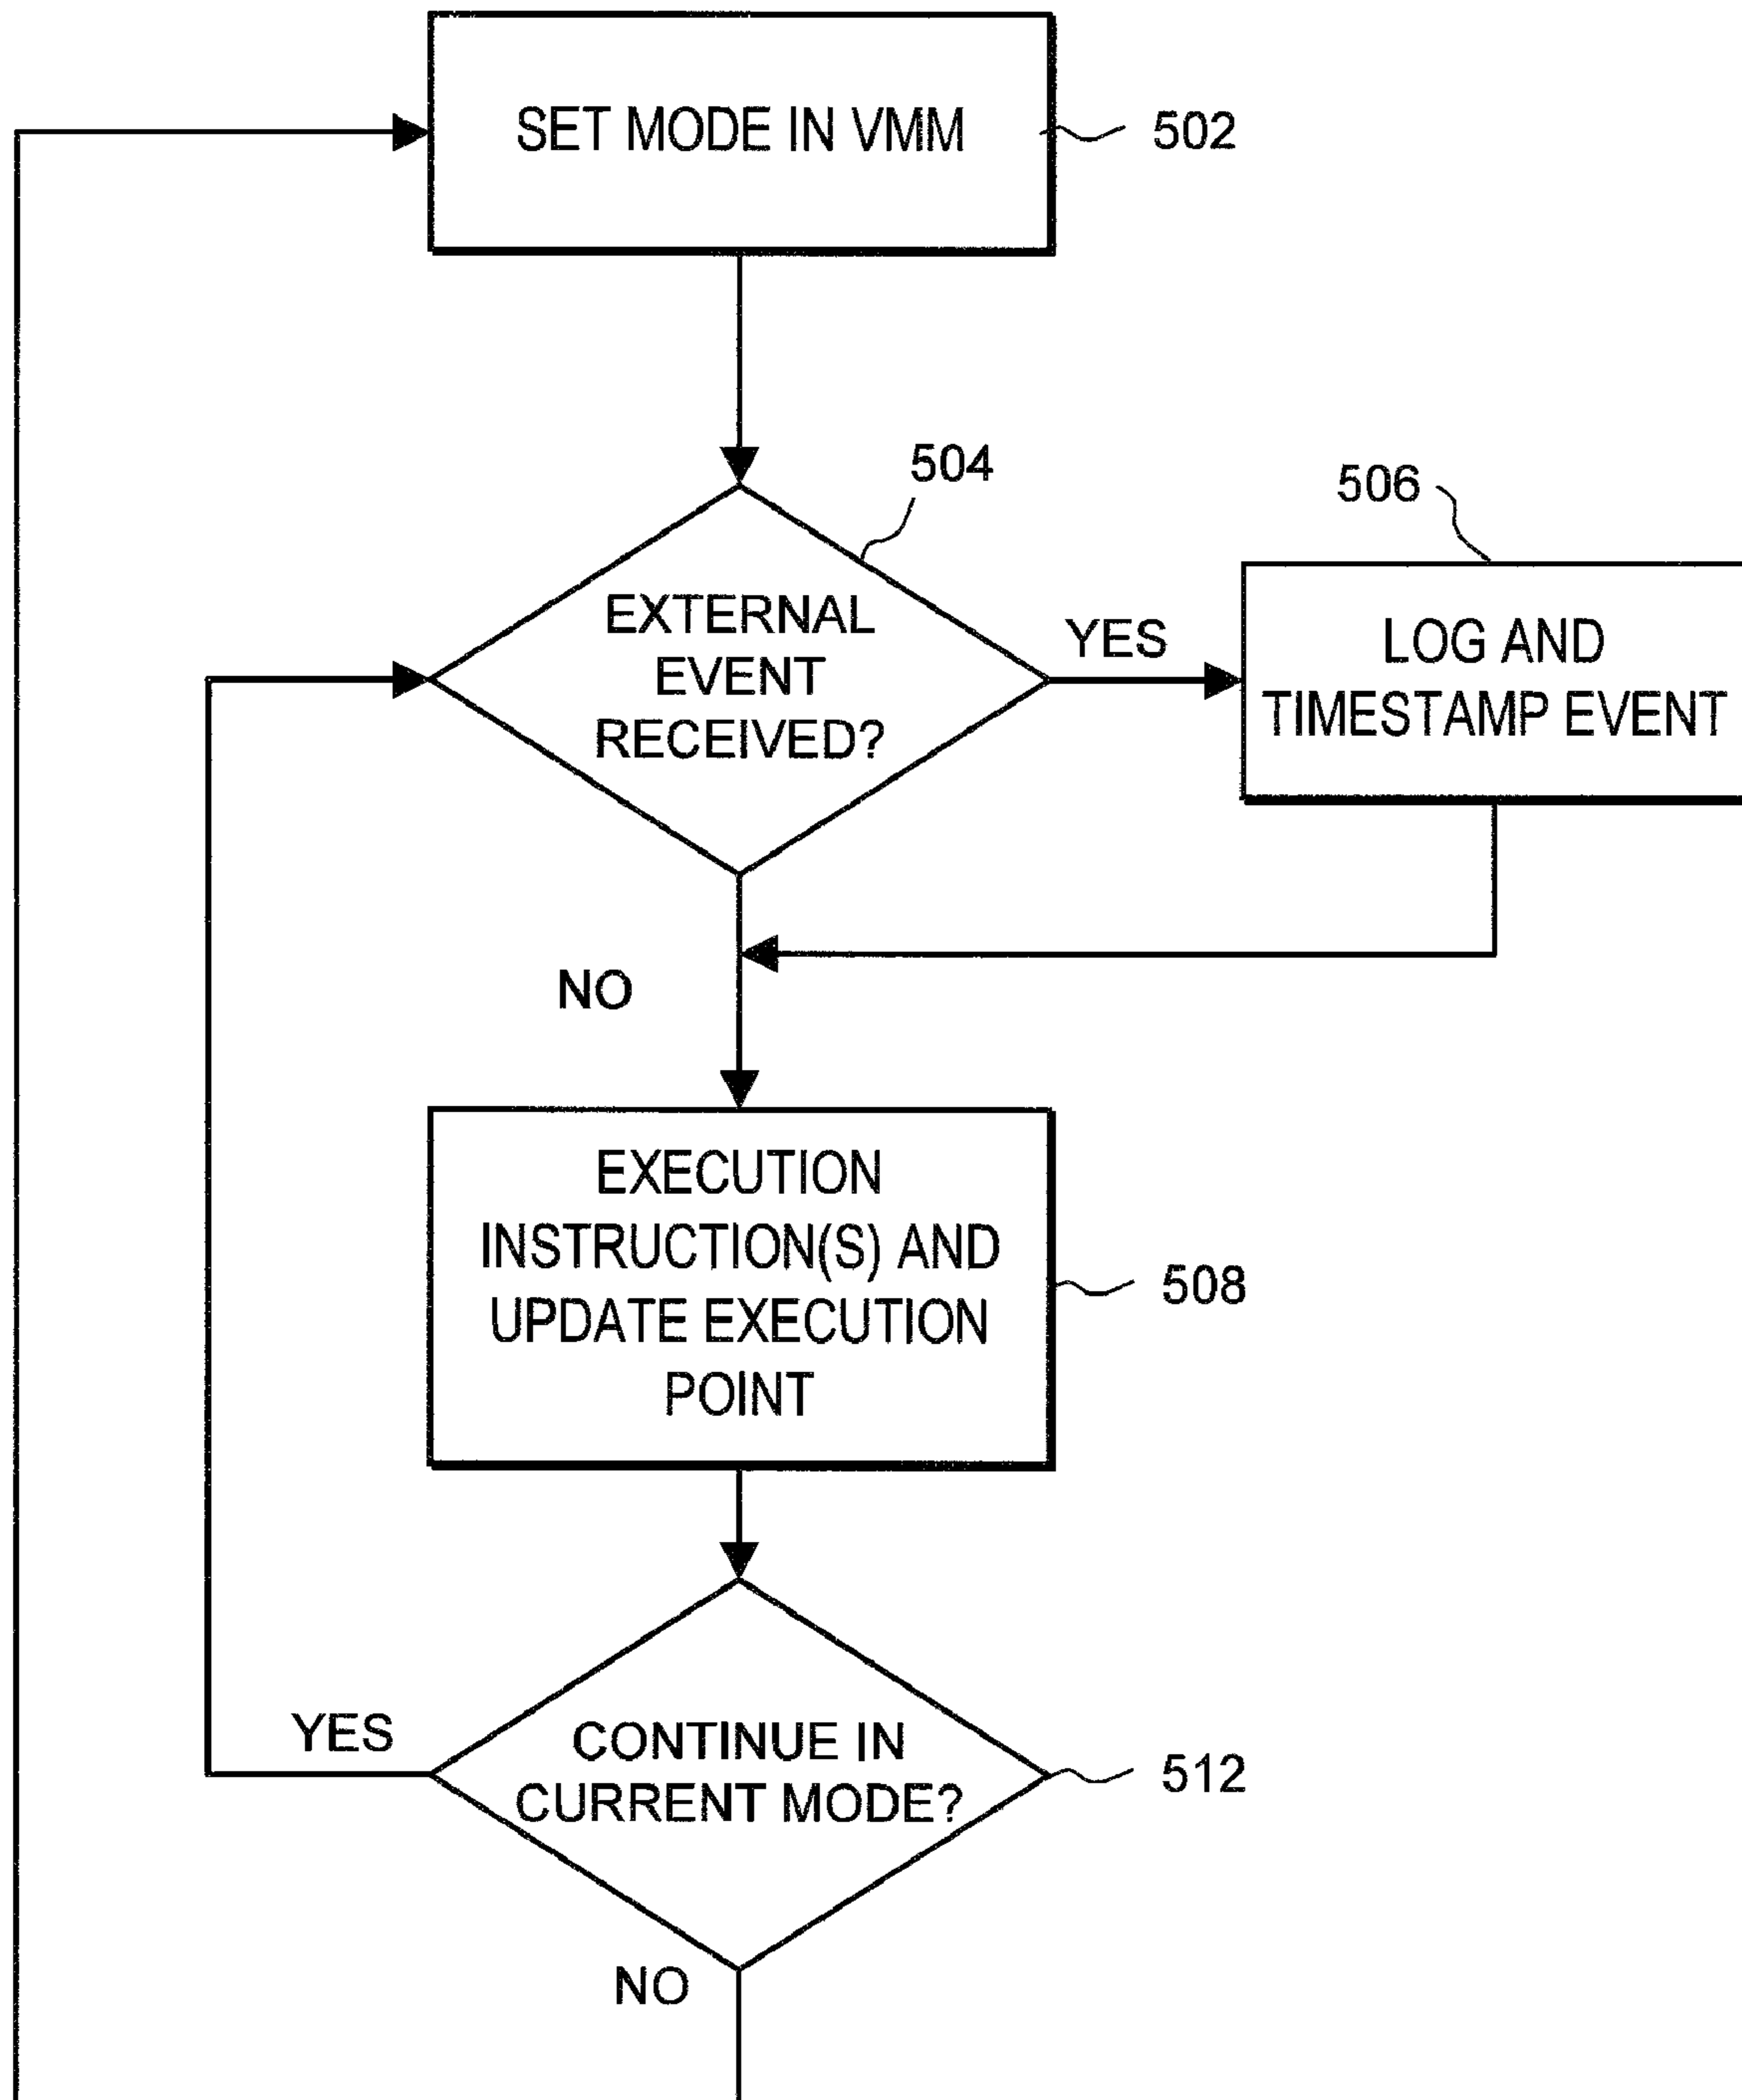 SET MODE IN VMM
502
504
506
EXTERNAL
EVENT
RECEIVED?
YES
LOG AND
TIMESTAMP EVENT
NO
EXECUTION
INSTRUCTION(S) AND
UPDATE EXECUTION
POINT
508
YES
CONTINUE IN
CURRENT MODE?
512
NO